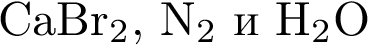 CaBr₂, N₂ и H₂O